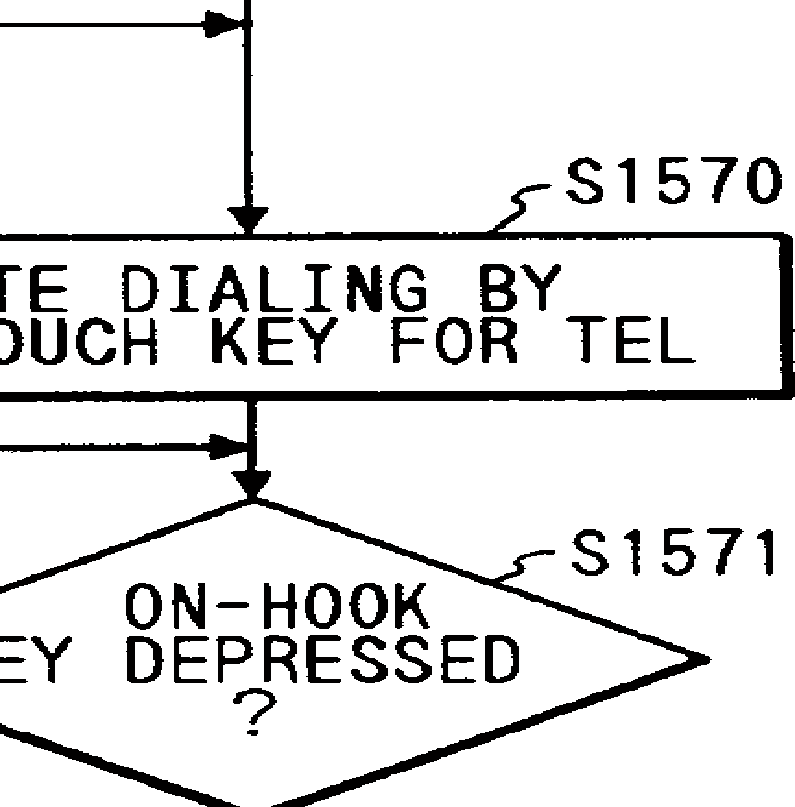 S1570
TE DIALING BY
OUCH KEY FOR TEL
S1571
ON-HOOK
EY DEPRESSED
?